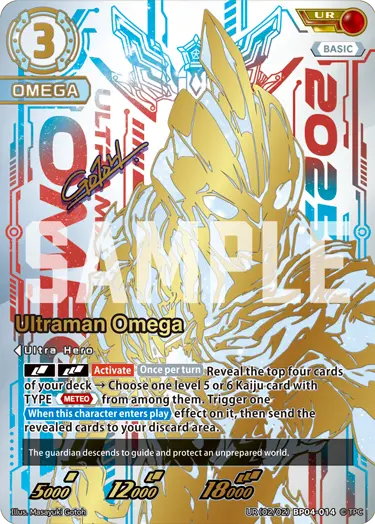 3
UR
BASIC
OMEGA
2025
ULTRAMAN
OMEGA
Gotoh
SAMPLE
Ultraman Omega
Ultra Hero
Activate Once per turn Reveal the top four cards
of your deck → Choose one level 5 or 6 Kaiju card with
TYPE METEO from among them. Trigger one
When this character enters play effect on it, then send the
revealed cards to your discard area.
The guardian descends to guide and protect an unprepared world.
5000 12000 18000
Illus. Masayuki Gotoh UR (02/02) BP04-014 © TPC